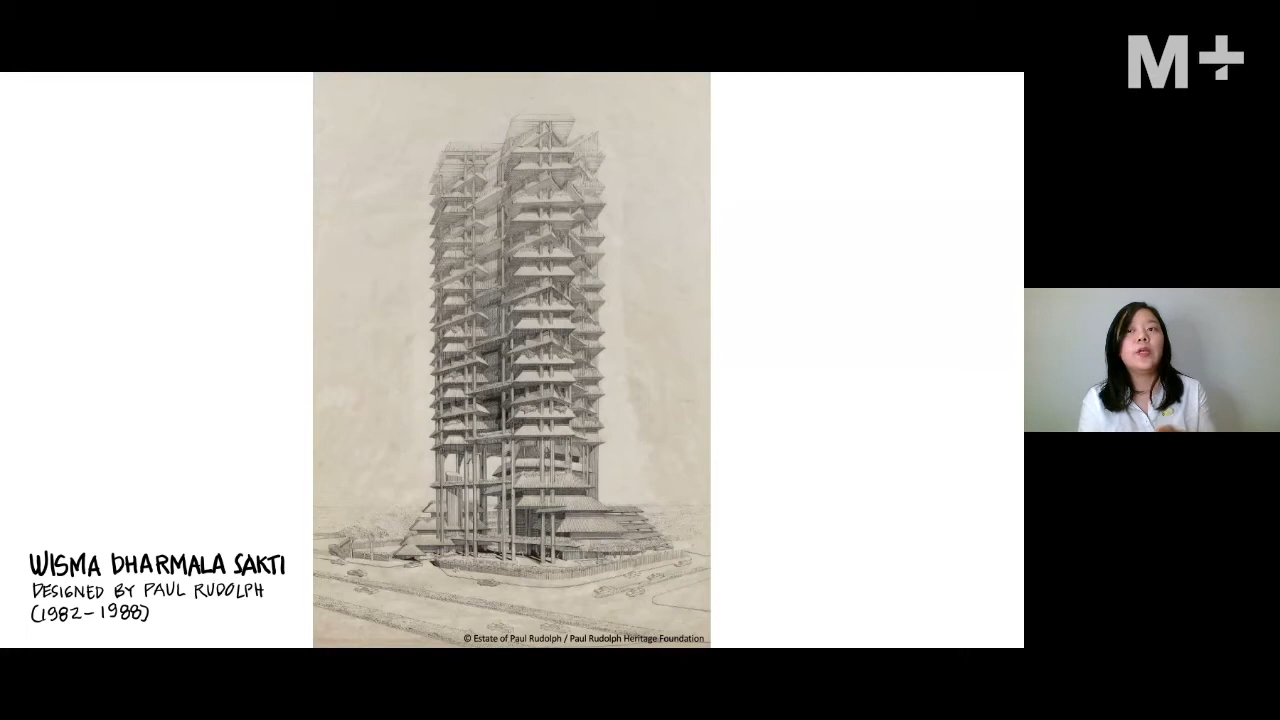 M+
WISMA DHARMALA SAKTI
DESIGNED BY PAUL RUDOLPH
(1982-1988)
© Estate of Paul Rudolph / Paul Rudolph Heritage Foundation